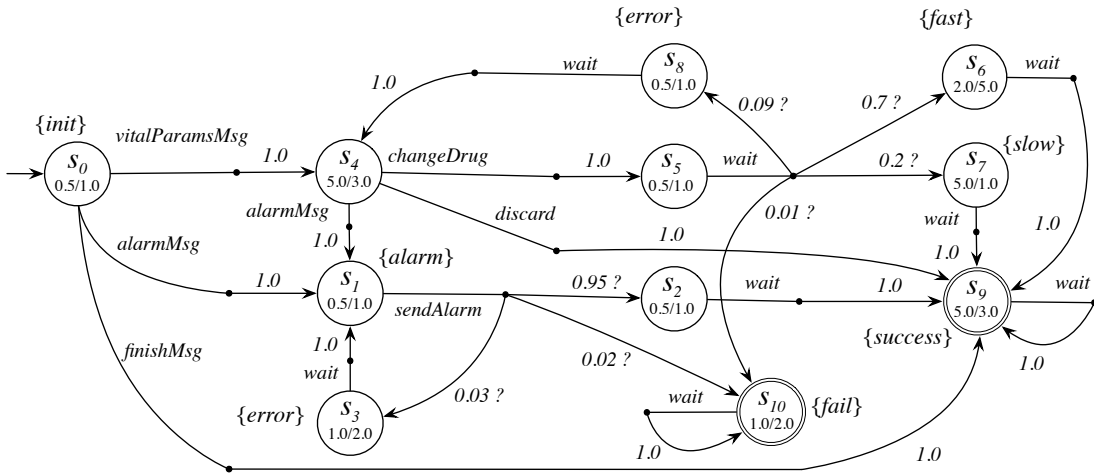 {error}
{fast}
wait
s8
0.5/1.0
1.0
0.09 ?
0.7 ?
s6
2.0/5.0
wait
{init}
vitalParamsMsg
s0
0.5/1.0
1.0
s4
5.0/3.0
changeDrug
1.0
s5
0.5/1.0
wait
0.2 ?
s7
5.0/1.0
{slow}
alarmMsg
discard
0.01 ?
wait
1.0
alarmMsg
1.0
1.0
1.0
{alarm}
1.0
s1
0.5/1.0
sendAlarm
0.95 ?
s2
0.5/1.0
wait
1.0
s9
5.0/3.0
wait
finishMsg
1.0
wait
0.02 ?
{success}
1.0
{error}
s3
1.0/2.0
0.03 ?
wait
s10
1.0/2.0
{fail}
1.0
1.0